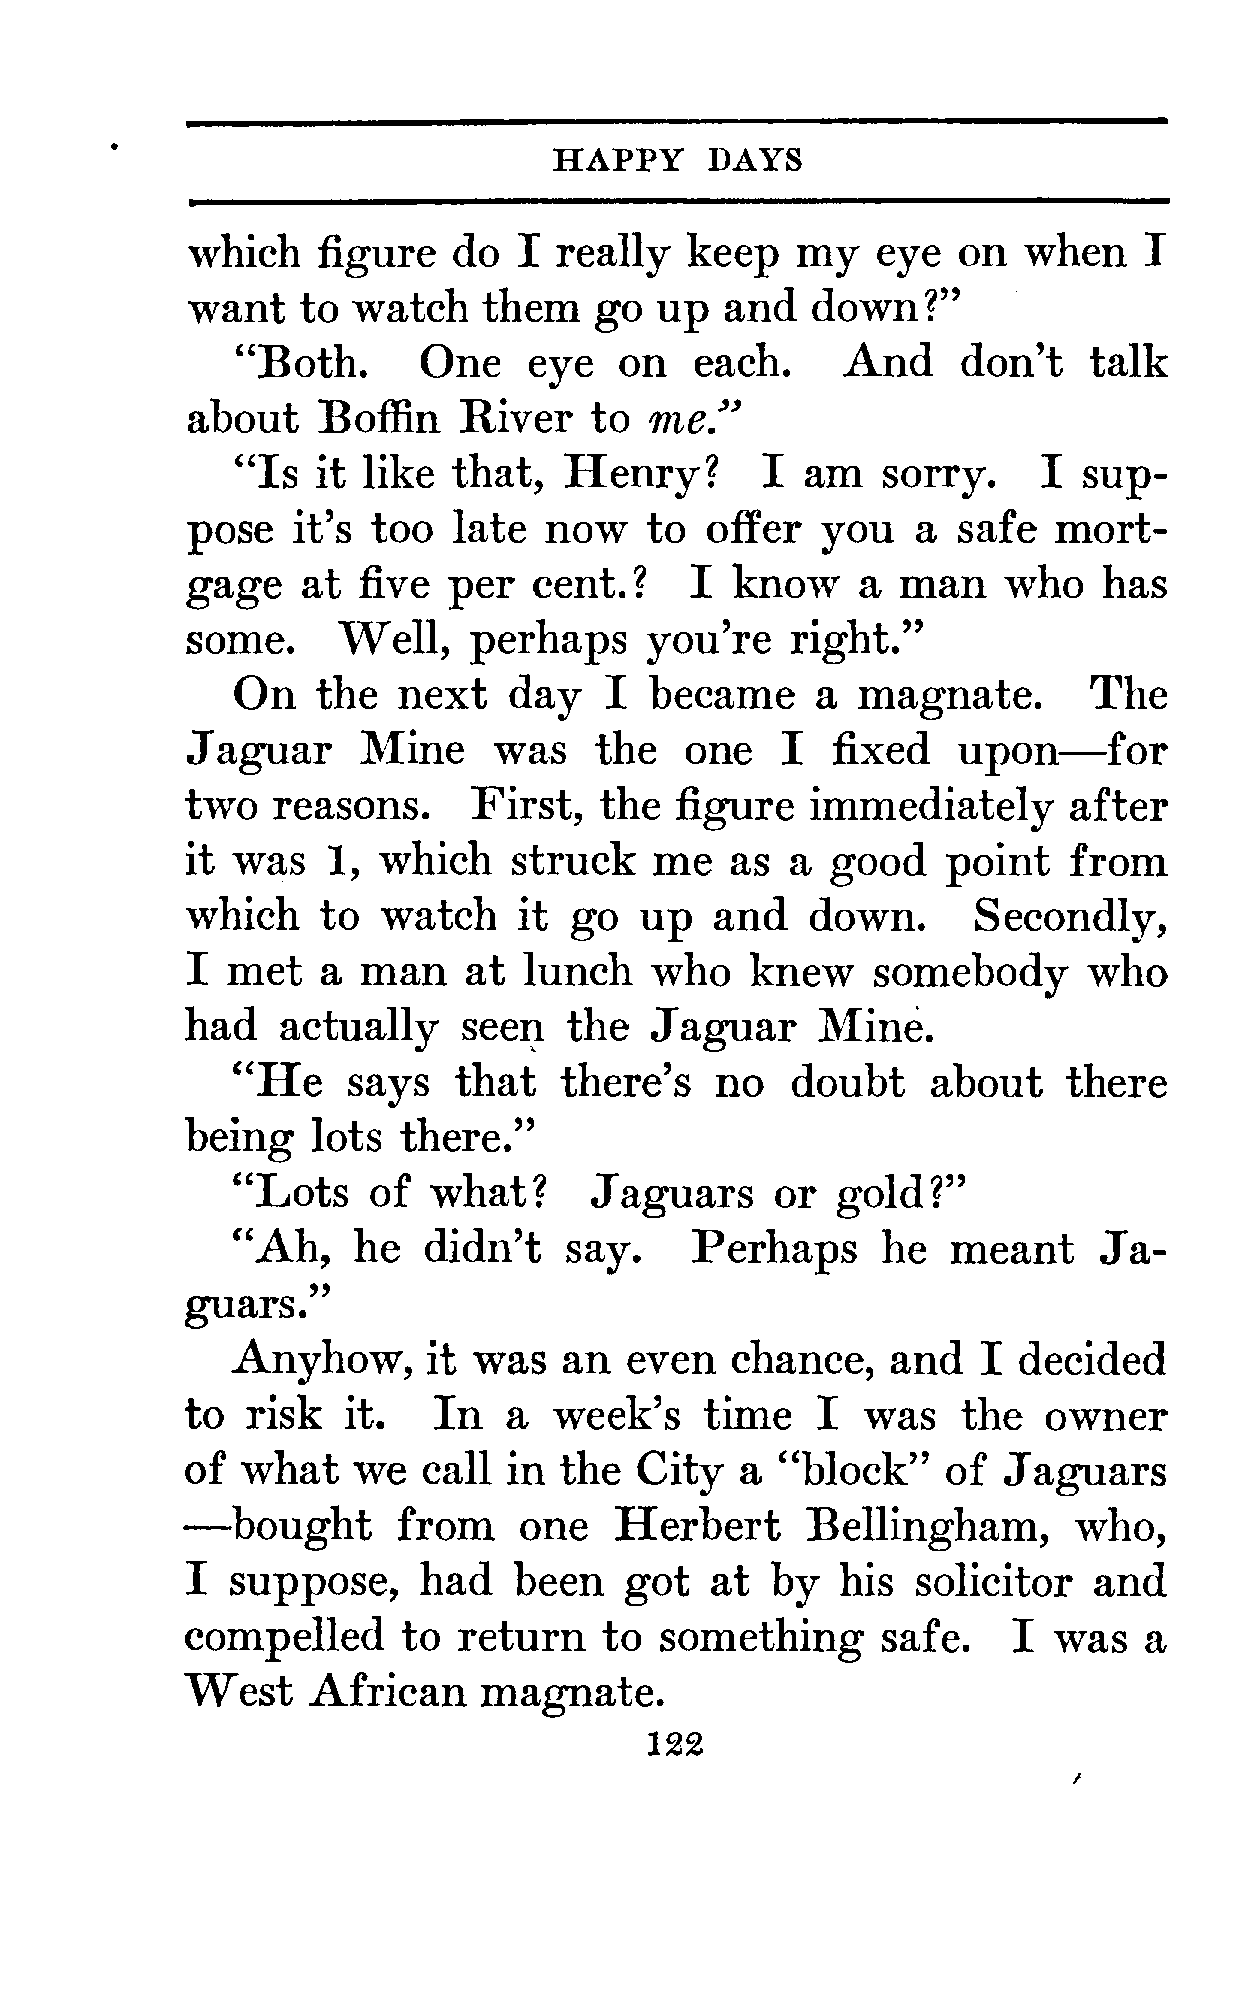 HAPPY DAYS
which figure do I really keep my eye on when I
want to watch them go up and down?"
"Both. One eye on each. And don't talk
about Boffin River to me."
"Is it like that, Henry? I am sorry. I sup-
pose it's too late now to offer you a safe mort-
gage at five per cent.? I know a man who has
some. Well, perhaps you're right."
On the next day I became a magnate. The
Jaguar Mine was the one I fixed upon—for
two reasons. First, the figure immediately after
it was 1, which struck me as a good point from
which to watch it go up and down. Secondly,
I met a man at lunch who knew somebody who
had actually seen the Jaguar Mine.
"He says that there's no doubt about there
being lots there."
"Lots of what? Jaguars or gold?"
"Ah, he didn't say. Perhaps he meant Ja-
guars."
Anyhow, it was an even chance, and I decided
to risk it. In a week's time I was the owner
of what we call in the City a "block" of Jaguars
—bought from one Herbert Bellingham, who,
I suppose, had been got at by his solicitor and
compelled to return to something safe. I was a
West African magnate.
122